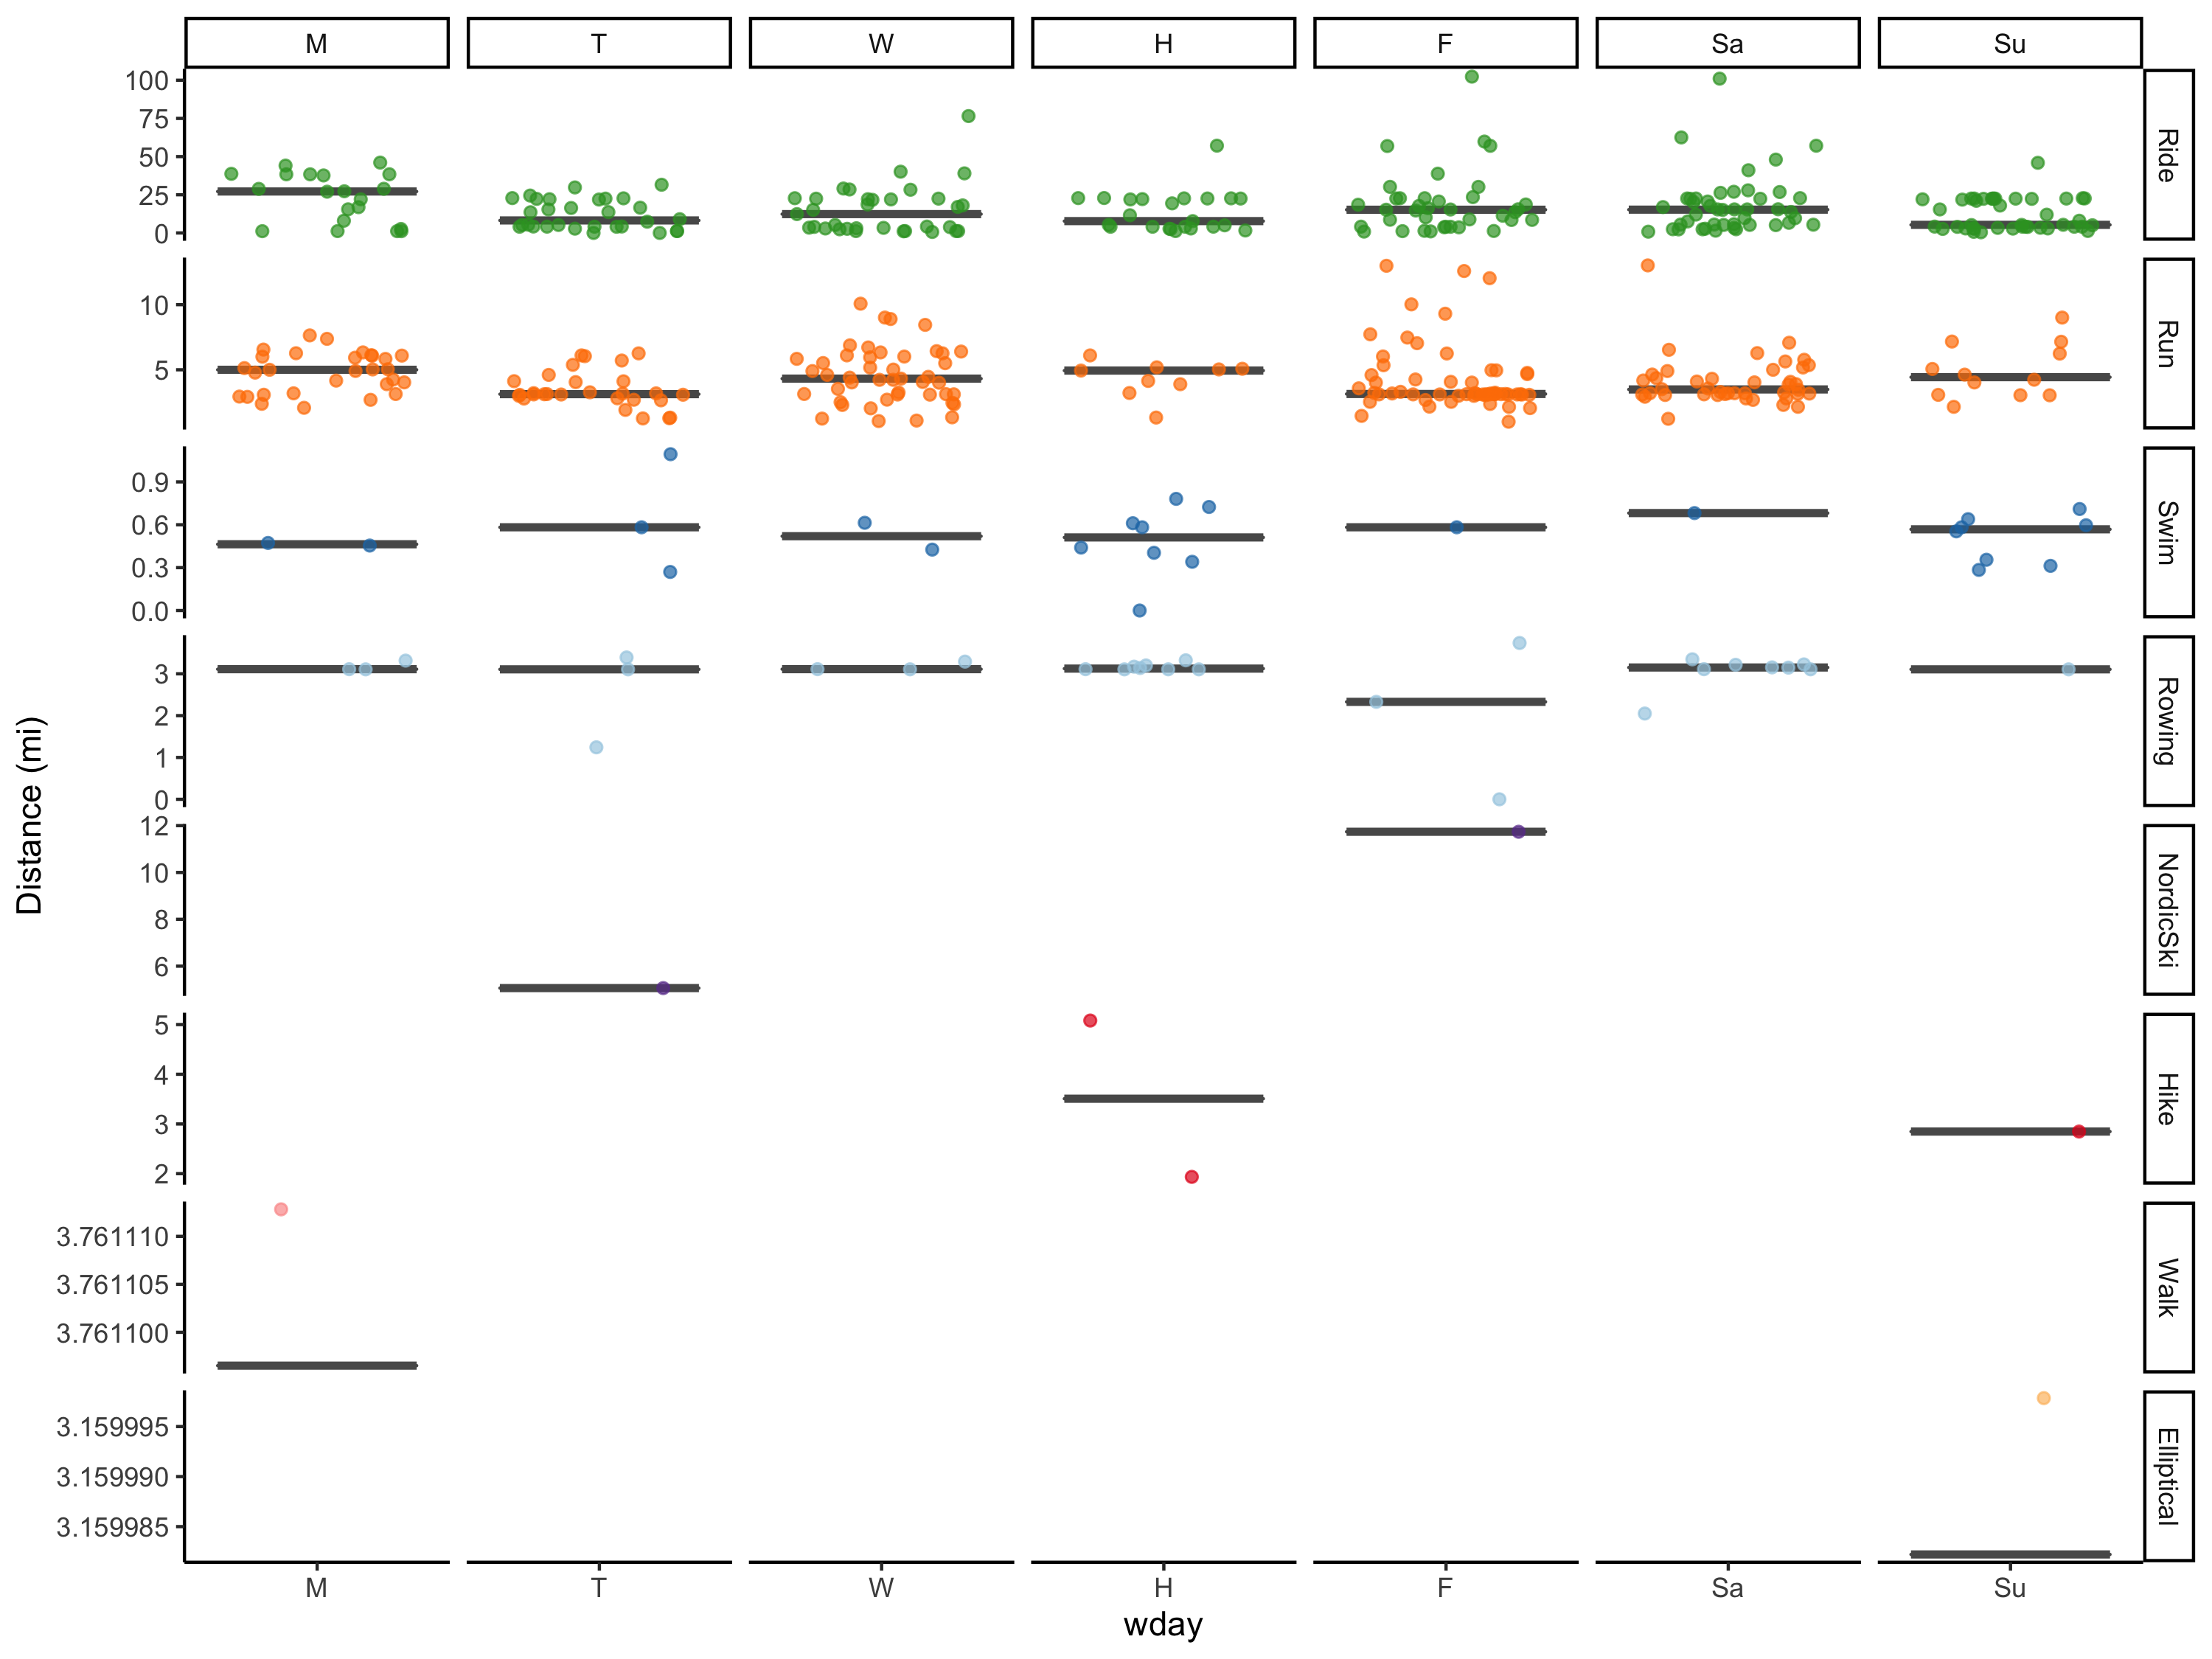 M T W H F Sa Su
100
75
50
25
0
Ride
10
5
Run
0.9
0.6
0.3
0.0
Swim
3
2
1
0
Rowing
12
10
8
6
NordicSki
5
4
3
2
Hike
3.761110
3.761105
3.761100
Walk
3.159995
3.159990
3.159985
Elliptical
Distance (mi)
M T W H F Sa Su
wday